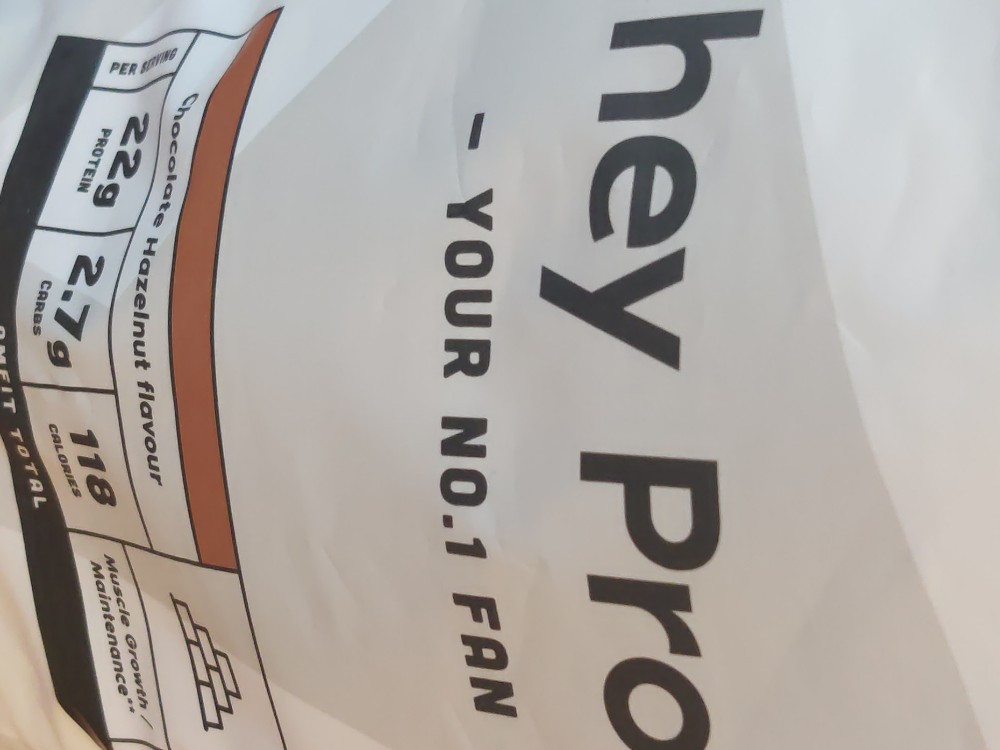 hey Pro
– YOUR NO.1 FAN
Chocolate Hazelnut flavour
PER SERVING
22g
PROTEIN
2.7g
CARBS
118
CALORIES
Muscle Growth /
Maintenance**
TOTAL